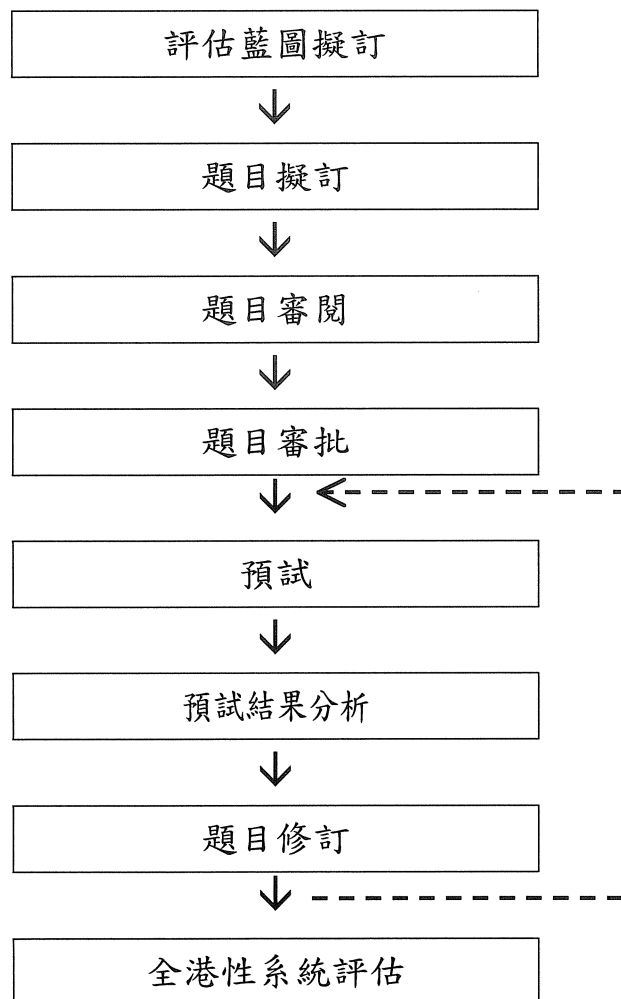 評估藍圖擬訂
題目擬訂
題目審閱
題目審批
預試
預試結果分析
題目修訂
全港性系統評估